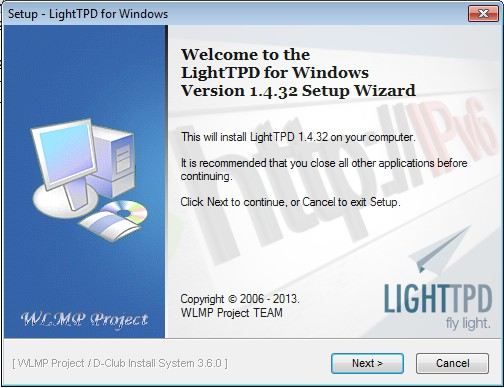 Setup - LightTPD for Windows
Welcome to the
LightTPD for Windows
Version 1.4.32 Setup Wizard
This will install LightTPD 1.4.32 on your computer.
It is recommended that you close all other applications before
continuing.
Click Next to continue, or Cancel to exit Setup.
http://IPv6
Copyright © 2006 - 2013.
WLMP Project TEAM
LIGHTTPD
fly light.
WLMP Project
[ WLMP Project / D-Club Install System 3.6.0 ]
Next >
Cancel